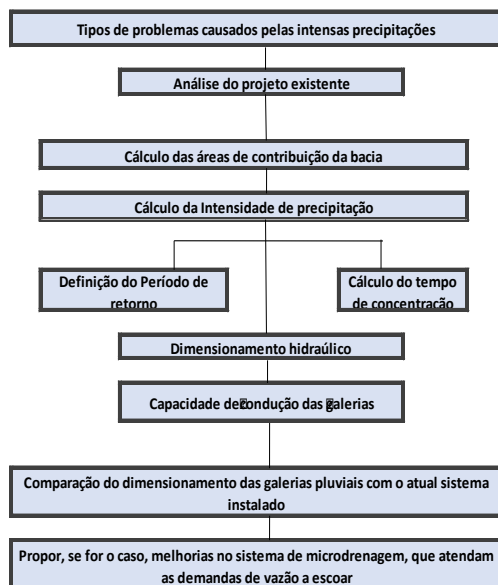 Tipos de problemas causados pelas intensas precipitações
Análise do projeto existente
Cálculo das áreas de contribuição da bacia
Cálculo da Intensidade de precipitação
Definição do Período de
retorno
Cálculo do tempo
de concentração
Dimensionamento hidraúlico
Capacidade de condução das galerias
Comparação do dimensionamento das galerias pluviais com o atual sistema
instalado
Propor, se for o caso, melhorias no sistema de microdrenagem, que atendam
as demandas de vazão a escoar